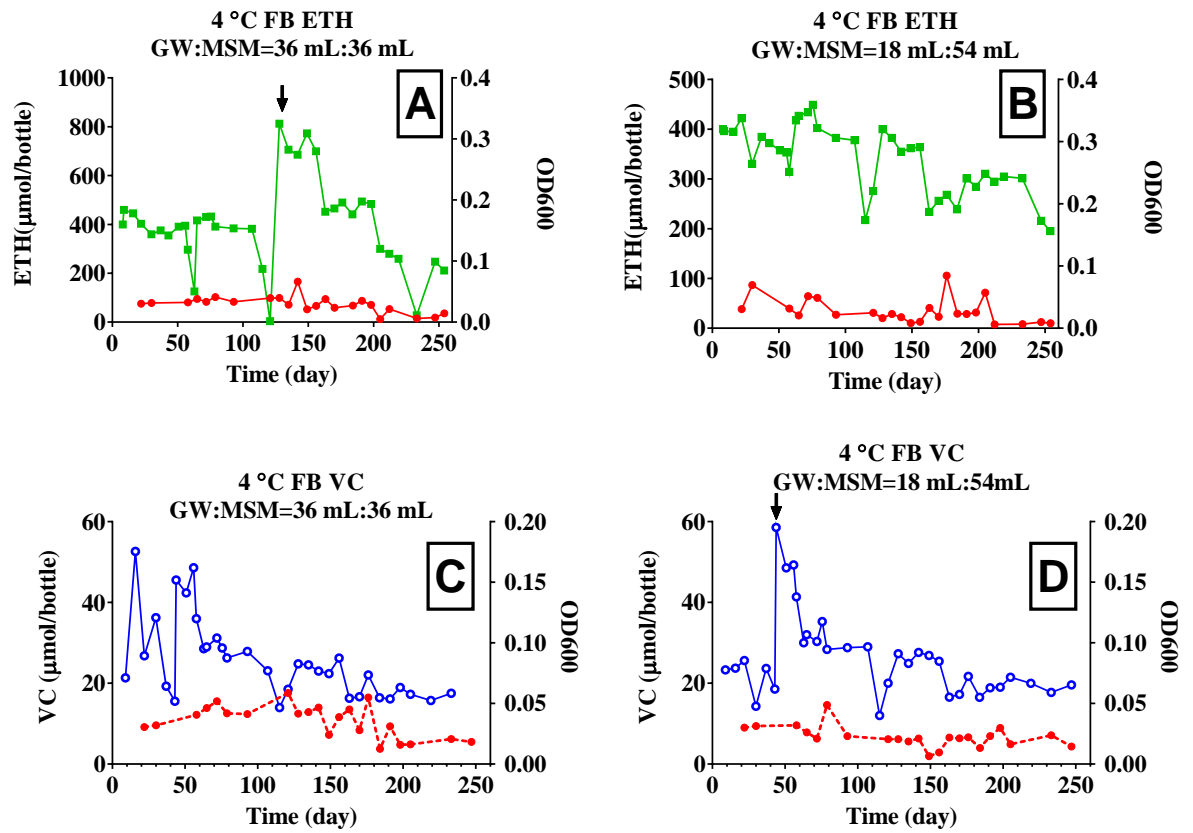 4 °C FB ETH
GW:MSM=36 mL:36 mL
A
ETH(μmol/bottle)
1000
800
600
400
200
0
0.4
0.3
0.2
0.1
0.0
OD600
0 50 100 150 200 250
Time (day)
4 °C FB ETH
GW:MSM=18 mL:54 mL
B
ETH(μmol/bottle)
500
400
300
200
100
0
0.4
0.3
0.2
0.1
0.0
OD600
0 50 100 150 200 250
Time (day)
4 °C FB VC
GW:MSM=36 mL:36 mL
C
VC (μmol/bottle)
60
40
20
0
0.20
0.15
0.10
0.05
0.00
OD600
0 50 100 150 200 250
Time (day)
4 °C FB VC
GW:MSM=18 mL:54mL
D
VC (μmol/bottle)
60
40
20
0
0.20
0.15
0.10
0.05
0.00
OD600
0 50 100 150 200 250
Time (day)